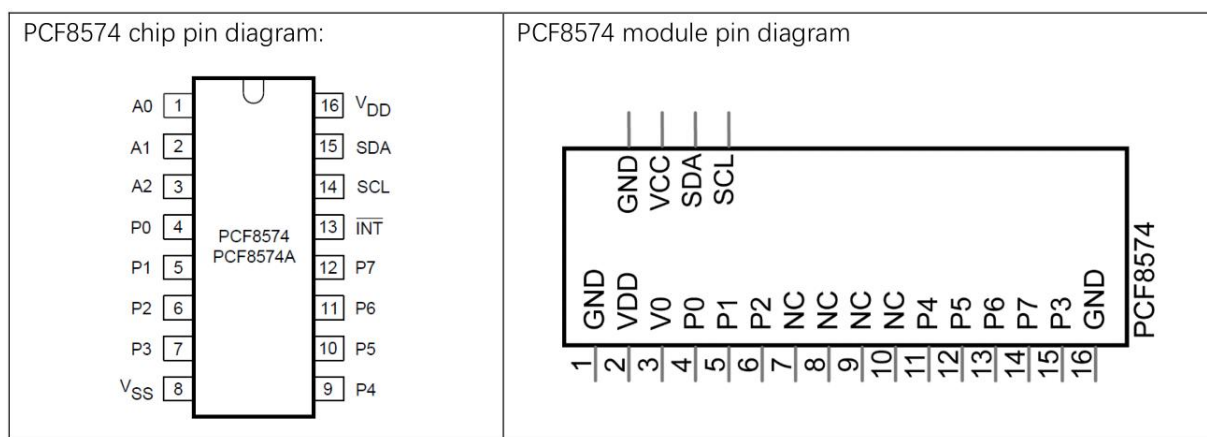 PCF8574 chip pin diagram:
A0 1 16 VDD
A1 2 15 SDA
A2 3 14 SCL
P0 4 13 INT
PCF8574
PCF8574A
P1 5 12 P7
P2 6 11 P6
P3 7 10 P5
VSS 8 9 P4
PCF8574 module pin diagram
GND VCC SDA SCL
GND VDD V0 P0 P1 P2 NC NC NC NC P4 P5 P6 P7 P3 GND
1 2 3 4 5 6 7 8 9 10 11 12 13 14 15 16
PCF8574